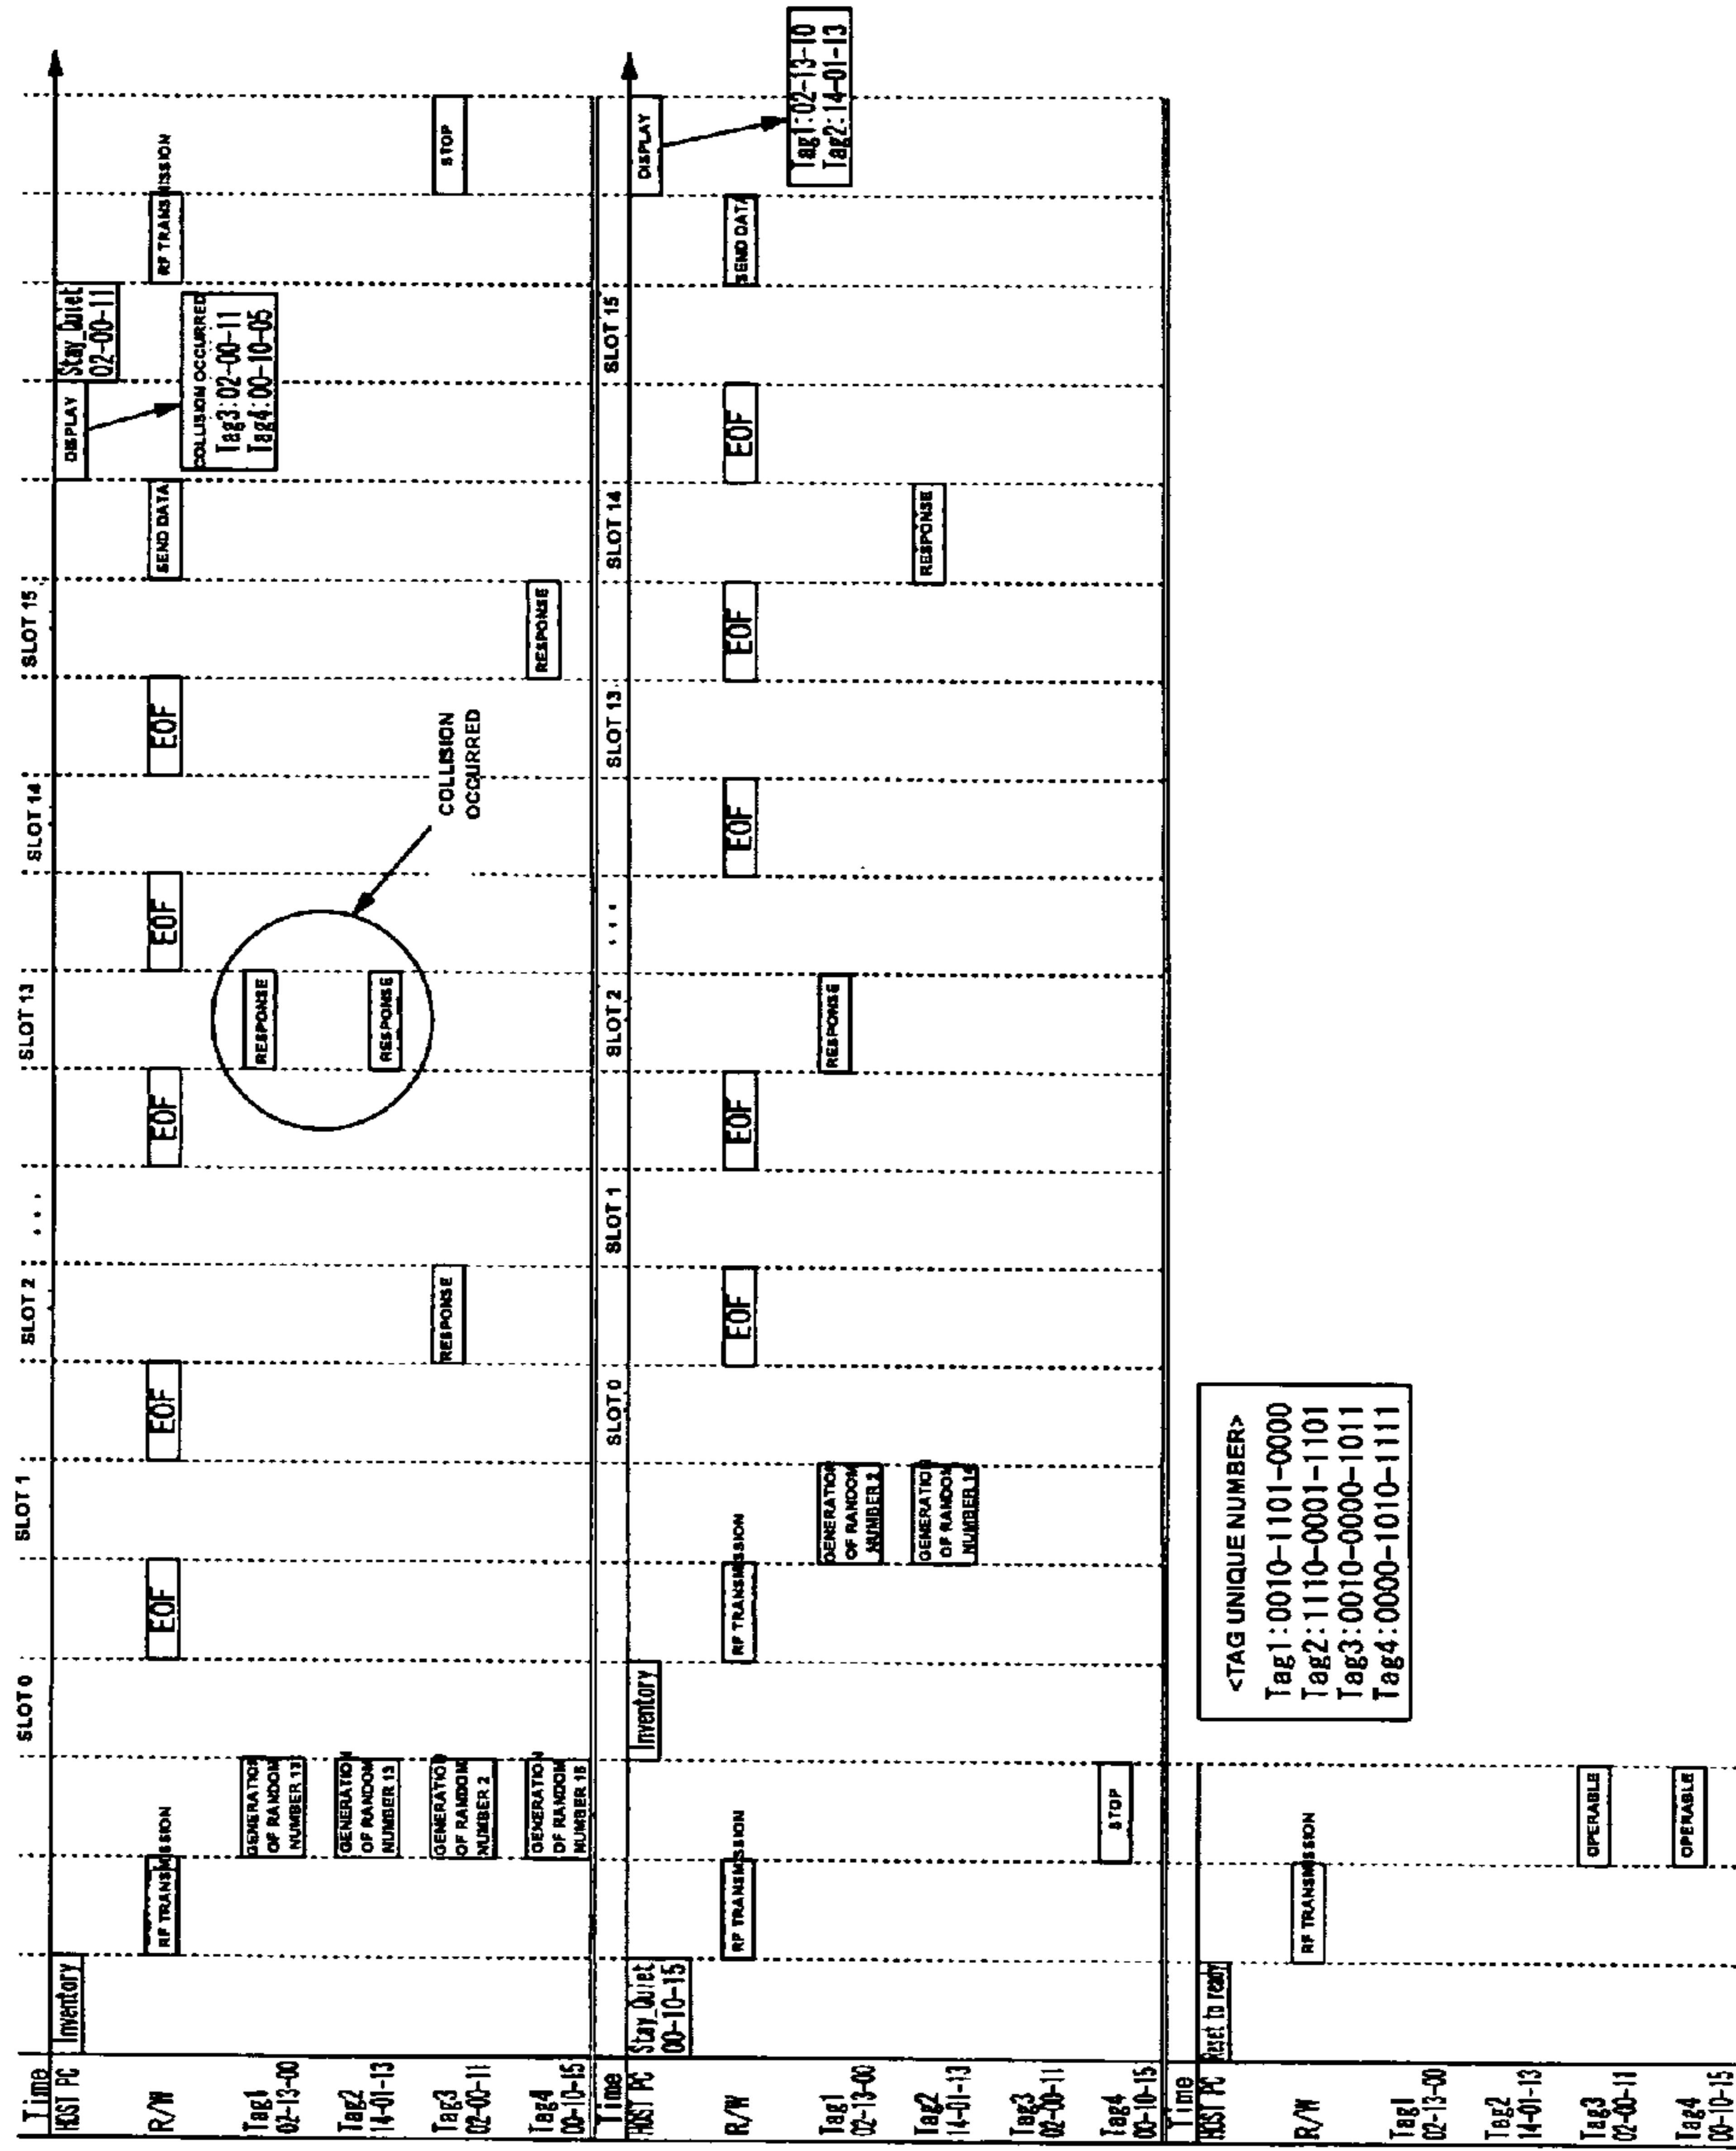 Time
SLOT 0
SLOT 1
SLOT 2
...
SLOT 13
SLOT 14
SLOT 15
HOST PC
Inventory
DISPLAY
Stay_Quiet
02-00-11
R/W
RF TRANSMISSION
EOF
EOF
EOF
EOF
EOF
SEND DATA
RF TRANSMISSION
COLLISION OCCURRED
Tag3:02-00-11
Tag4:00-10-05
Tag1
02-13-00
GENERATION
OF RANDOM
NUMBER 13
RESPONSE
Tag2
14-01-13
GENERATION
OF RANDOM
NUMBER 13
RESPONSE
COLLISION
OCCURRED
Tag3
02-00-11
GENERATION
OF RANDOM
NUMBER 2
RESPONSE
STOP
Tag4
00-10-15
GENERATION
OF RANDOM
NUMBER 15
RESPONSE
Time
SLOT 0
SLOT 1
SLOT 2
...
SLOT 13
SLOT 14
SLOT 15
HOST PC
Stay_Quiet
00-10-15
Inventory
DISPLAY
R/W
RF TRANSMISSION
RF TRANSMISSION
EOF
EOF
EOF
EOF
EOF
SEND DATA
Tag1:02-13-10
Tag2:14-01-13
Tag1
02-13-00
GENERATION
OF RANDOM
NUMBER 2
RESPONSE
Tag2
14-01-13
GENERATION
OF RANDOM
NUMBER 14
RESPONSE
Tag3
02-00-11
Tag4
00-10-15
STOP
Time
HOST PC
Reset to ready
R/W
RF TRANSMISSION
Tag1
02-13-00
Tag2
14-01-13
Tag3
02-00-11
OPERABLE
Tag4
00-10-15
OPERABLE
<TAG UNIQUE NUMBER>
Tag1:0010-1101-0000
Tag2:1110-0001-1101
Tag3:0010-0000-1011
Tag4:0000-1010-1111